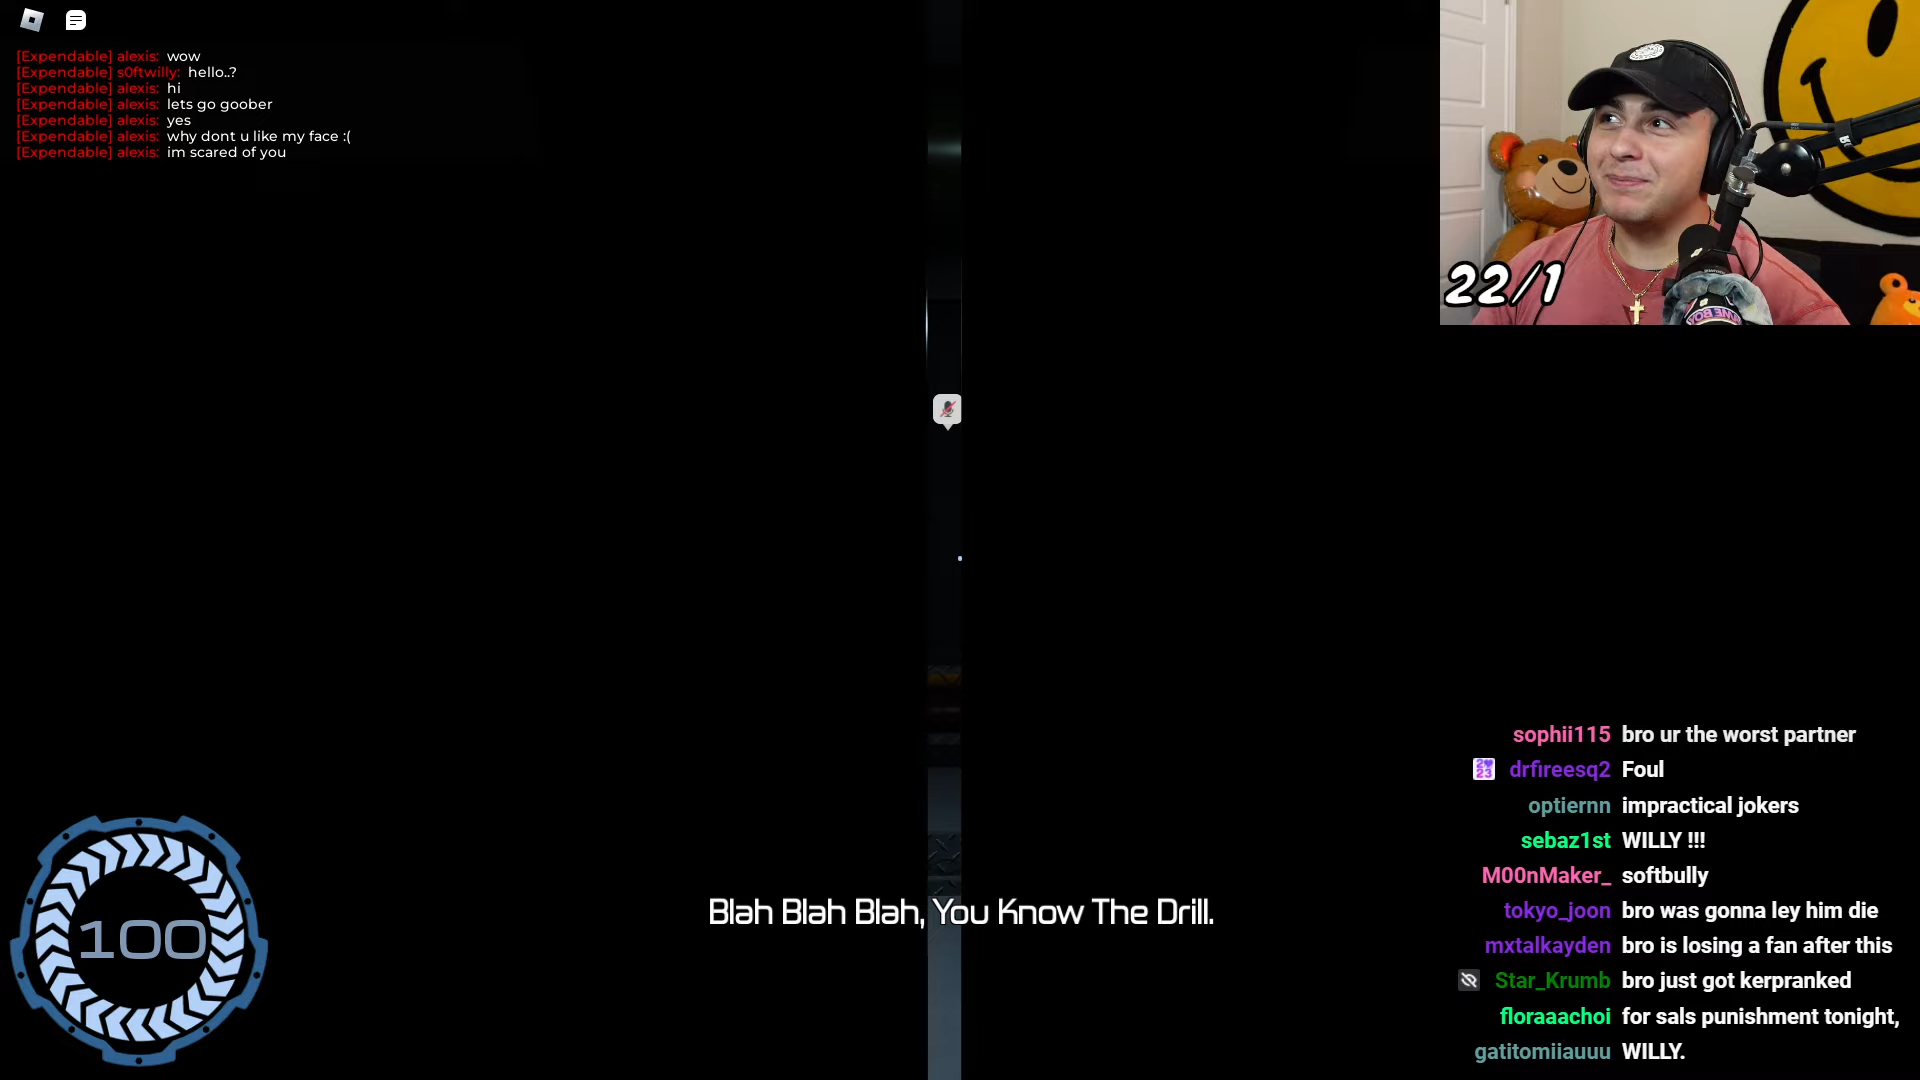 [Expendable] alexis: wow
[Expendable] s0ftwilly: hello..?
[Expendable] alexis: hi
[Expendable] alexis: lets go goober
[Expendable] alexis: yes
[Expendable] alexis: why dont u like my face :(
[Expendable] alexis: im scared of you
22/1
100
Blah Blah Blah, You Know The Drill.
sophii115 bro ur the worst partner
drfireesq2 Foul
optiernn impractical jokers
sebaz1st WILLY !!!
M00nMaker_ softbully
tokyo_joon bro was gonna ley him die
mxtalkayden bro is losing a fan after this
Star_Krumb bro just got kerpranked
floraaachoi for sals punishment tonight,
gatitomiiauuu WILLY.